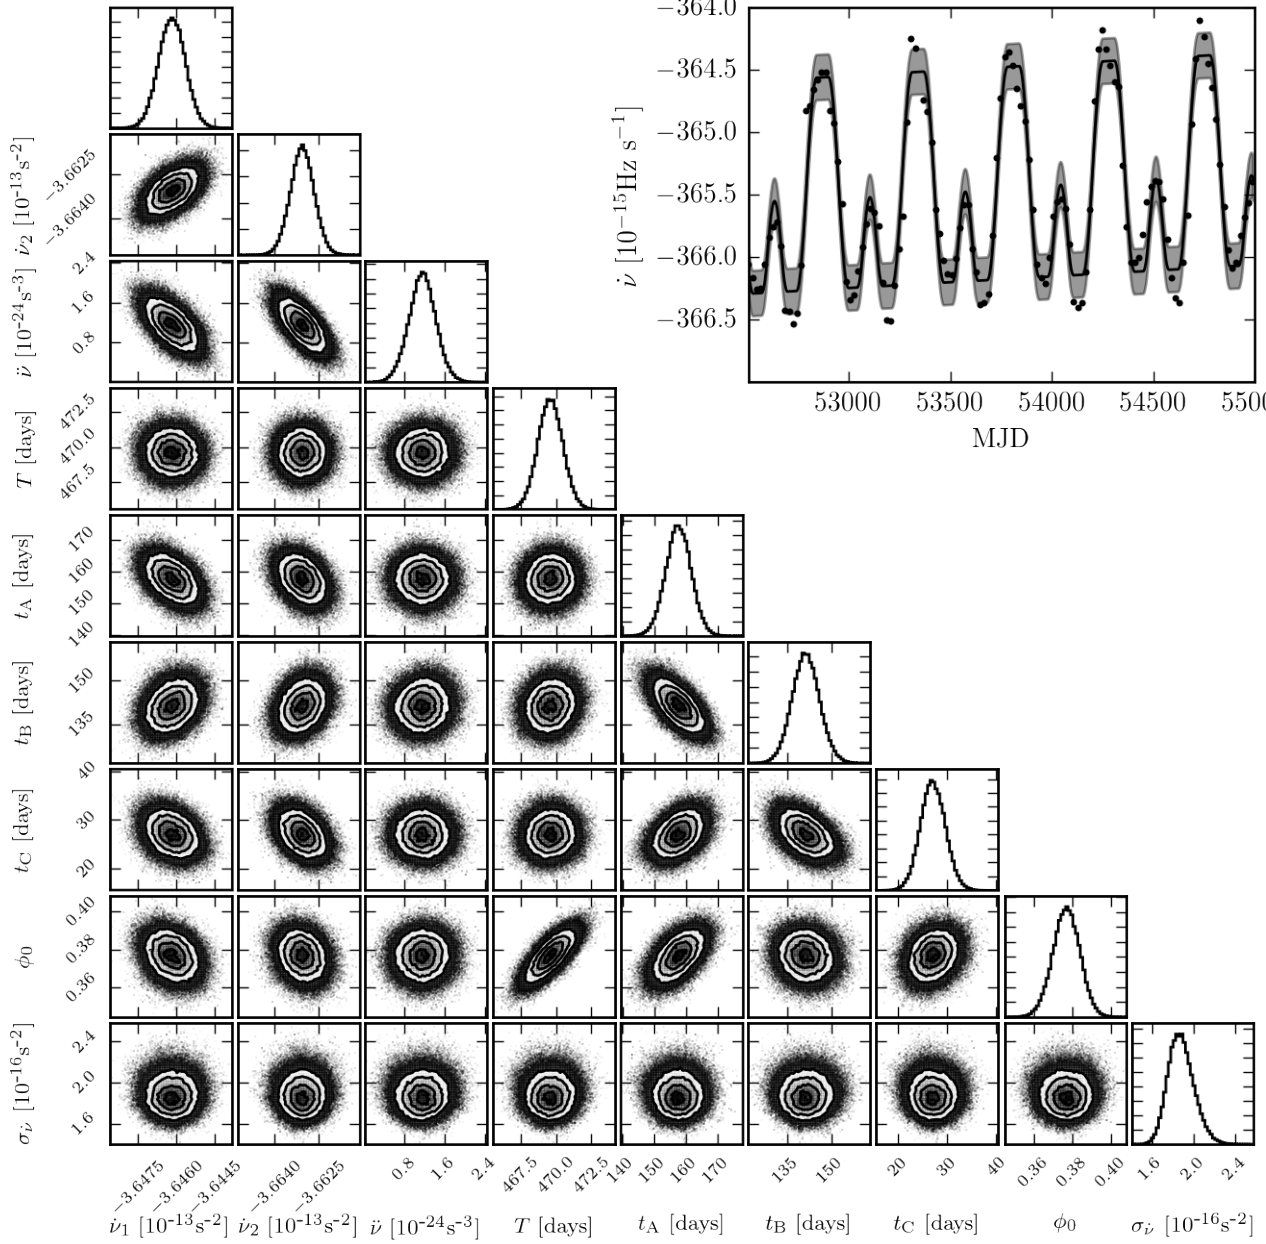 −364.0
−364.5
−365.0
−365.5
−366.0
−366.5
ν̇ [10⁻¹⁵Hz s⁻¹]
53000 53500 54000 54500 5500
MJD
ν̇₂ [10⁻¹³s⁻²]
−3.6625
−3.6640
ν̈ [10⁻²⁴s⁻³]
2.4
1.6
0.8
T [days]
472.5
470.0
467.5
t_A [days]
170
160
150
140
t_B [days]
150
135
t_C [days]
40
30
20
ϕ₀
0.40
0.38
0.36
σ_ν̇ [10⁻¹⁶s⁻²]
2.4
2.0
1.6
−3.6475 −3.6460 −3.6445 −3.6640 −3.6625 0.8 1.6 2.4 467.5 470.0 472.5 140 150 160 170 135 150 20 30 40 0.36 0.38 0.40 1.6 2.0 2.4
ν̇₁ [10⁻¹³s⁻²] ν̇₂ [10⁻¹³s⁻²] ν̈ [10⁻²⁴s⁻³] T [days] t_A [days] t_B [days] t_C [days] ϕ₀ σ_ν̇ [10⁻¹⁶s⁻²]